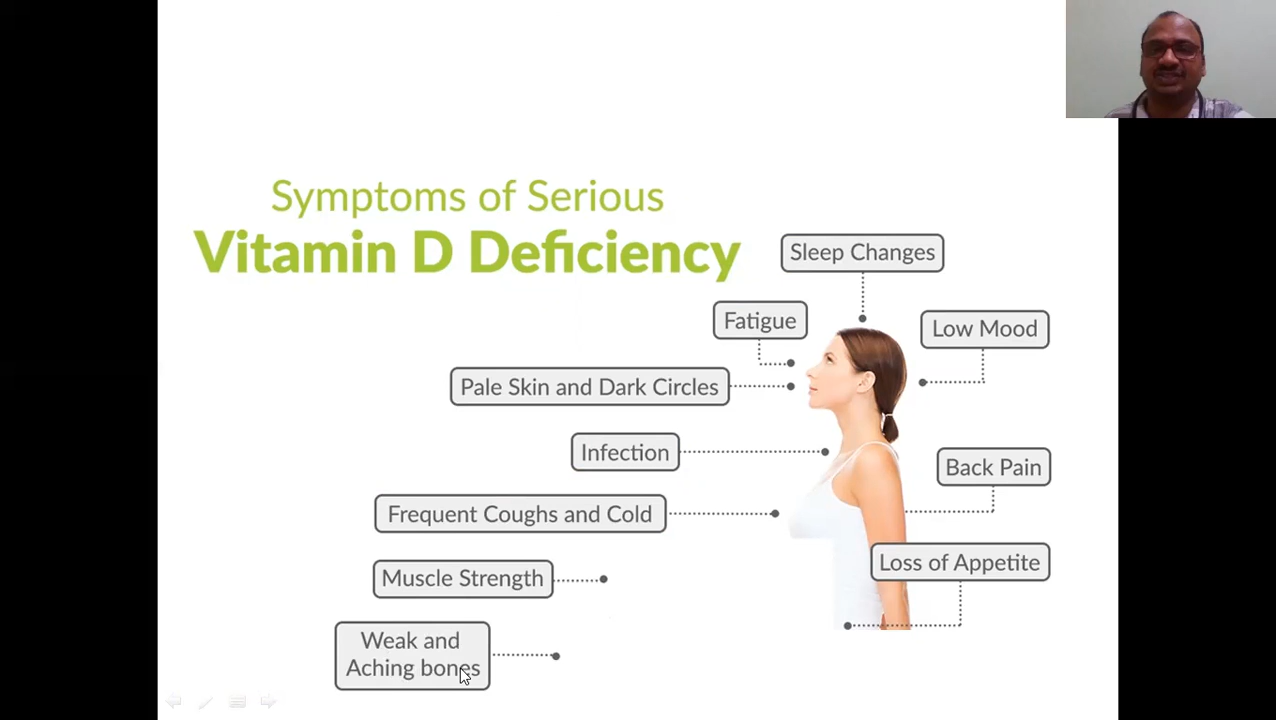 Symptoms of Serious
Vitamin D Deficiency
Sleep Changes
Fatigue
Low Mood
Pale Skin and Dark Circles
Infection
Back Pain
Frequent Coughs and Cold
Loss of Appetite
Muscle Strength
Weak and
Aching bones